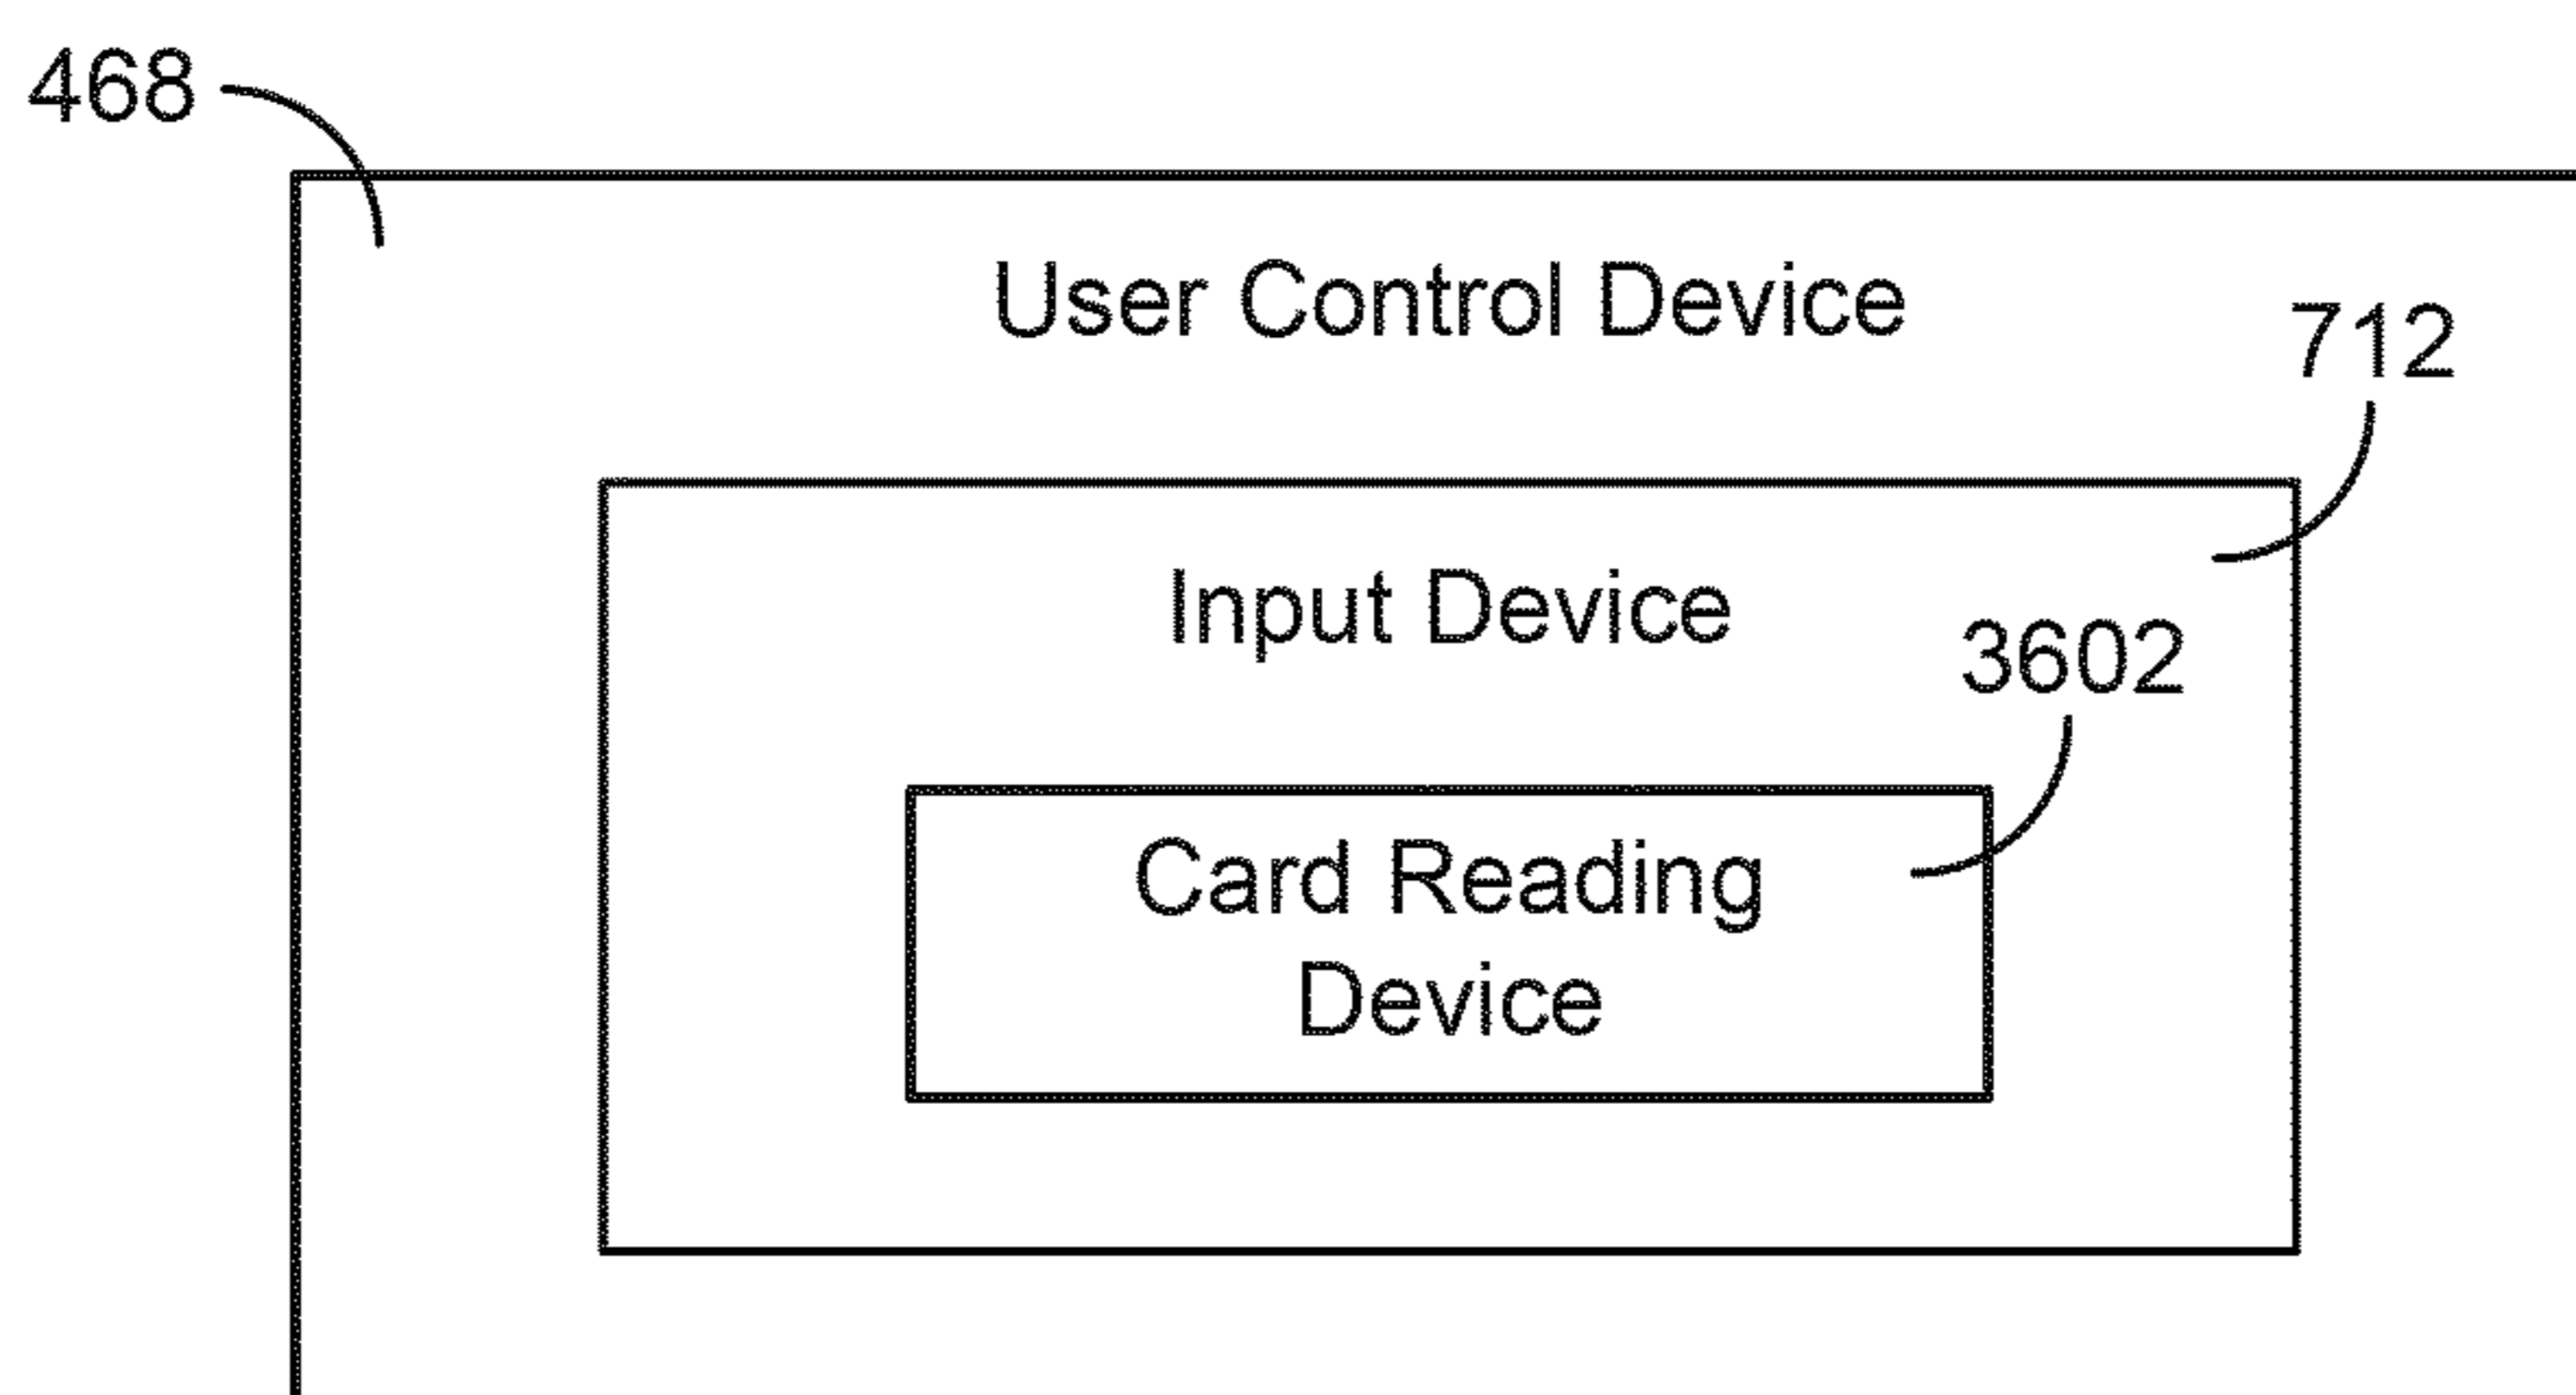 468
User Control Device
712
Input Device
3602
Card Reading
Device